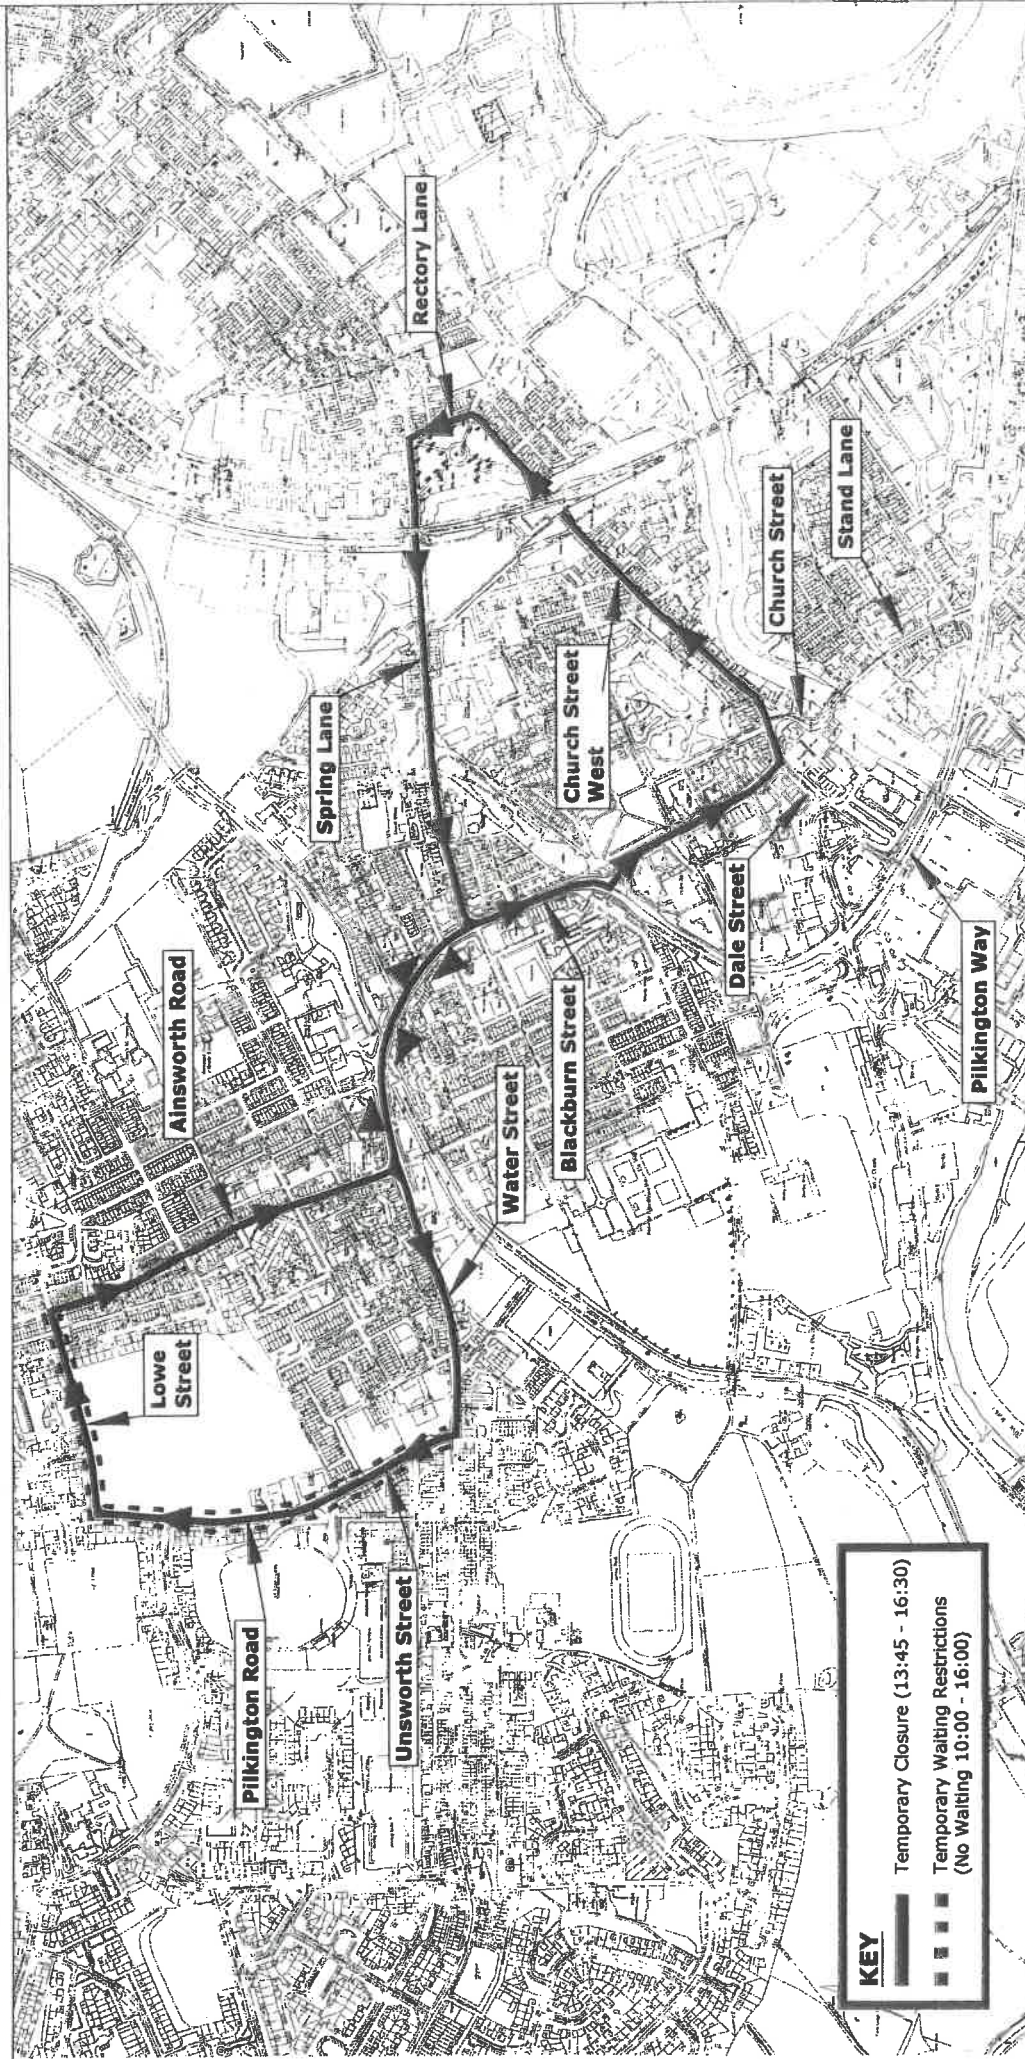 Rectory Lane
Stand Lane
Church Street
Spring Lane
Church Street
West
Dale Street
Pilkington Way
Ainsworth Road
Blackburn Street
Water Street
Lowe
Street
Unsworth Street
Pilkington Road
KEY
Temporary Closure (13:45 - 16:30)
Temporary Waiting Restrictions
(No Waiting 10:00 - 16:00)